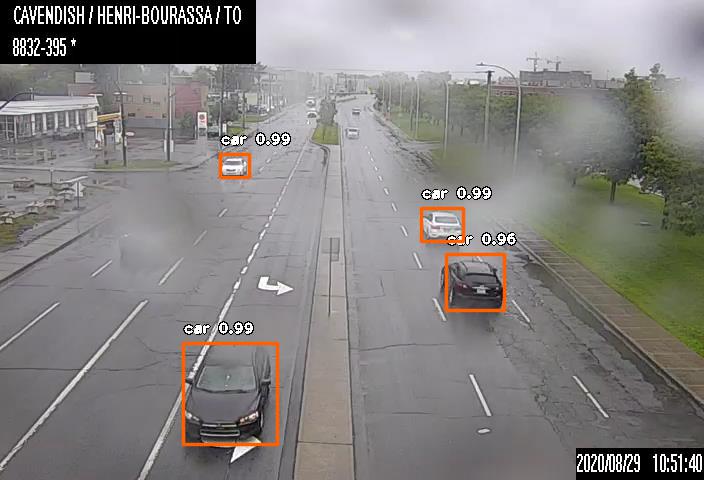 CAVENDISH / HENRI-BOURASSA / TO
8832-395 *
car 0.99
car 0.99
car 0.96
car 0.99
2020/08/29 10:51:40